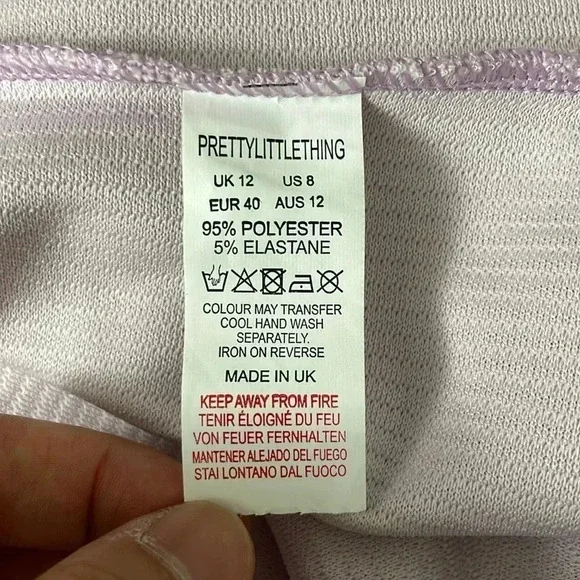 PRETTYLITTLETHING
UK 12 US 8
EUR 40 AUS 12
95% POLYESTER
5% ELASTANE
COLOUR MAY TRANSFER
COOL HAND WASH
SEPARATELY.
IRON ON REVERSE
MADE IN UK
KEEP AWAY FROM FIRE
TENIR ÉLOIGNÉ DU FEU
VON FEUER FERNHALTEN
MANTENER ALEJADO DEL FUEGO
STAI LONTANO DAL FUOCO